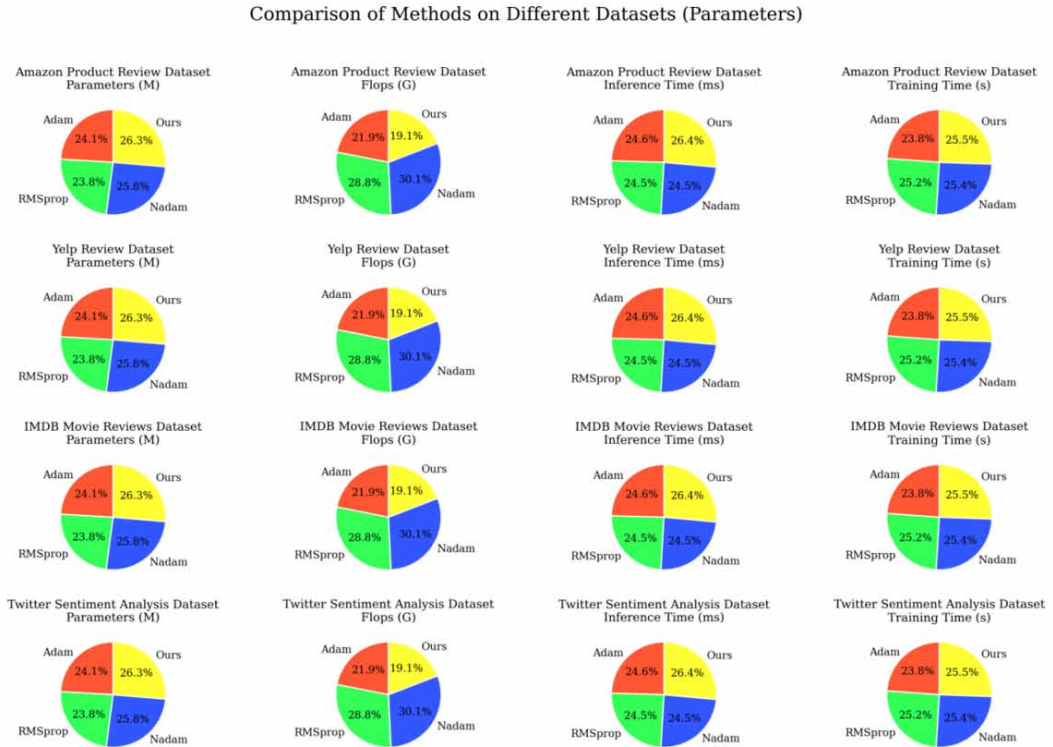 Comparison of Methods on Different Datasets (Parameters)
Amazon Product Review Dataset
Parameters (M)
Adam
Ours
24.1%
26.3%
23.8%
25.8%
RMSprop
Nadam
Amazon Product Review Dataset
Flops (G)
Adam
Ours
21.9%
19.1%
28.8%
30.1%
RMSprop
Nadam
Amazon Product Review Dataset
Inference Time (ms)
Adam
Ours
24.6%
26.4%
24.5%
24.5%
RMSprop
Nadam
Amazon Product Review Dataset
Training Time (s)
Adam
Ours
23.8%
25.5%
25.2%
25.4%
RMSprop
Nadam
Yelp Review Dataset
Parameters (M)
Adam
Ours
24.1%
26.3%
23.8%
25.8%
RMSprop
Nadam
Yelp Review Dataset
Flops (G)
Adam
Ours
21.9%
19.1%
28.8%
30.1%
RMSprop
Nadam
Yelp Review Dataset
Inference Time (ms)
Adam
Ours
24.6%
26.4%
24.5%
24.5%
RMSprop
Nadam
Yelp Review Dataset
Training Time (s)
Adam
Ours
23.8%
25.5%
25.2%
25.4%
RMSprop
Nadam
IMDB Movie Reviews Dataset
Parameters (M)
Adam
Ours
24.1%
26.3%
23.8%
25.8%
RMSprop
Nadam
IMDB Movie Reviews Dataset
Flops (G)
Adam
Ours
21.9%
19.1%
28.8%
30.1%
RMSprop
Nadam
IMDB Movie Reviews Dataset
Inference Time (ms)
Adam
Ours
24.6%
26.4%
24.5%
24.5%
RMSprop
Nadam
IMDB Movie Reviews Dataset
Training Time (s)
Adam
Ours
23.8%
25.5%
25.2%
25.4%
RMSprop
Nadam
Twitter Sentiment Analysis Dataset
Parameters (M)
Adam
Ours
24.1%
26.3%
23.8%
25.8%
RMSprop
Nadam
Twitter Sentiment Analysis Dataset
Flops (G)
Adam
Ours
21.9%
19.1%
28.8%
30.1%
RMSprop
Nadam
Twitter Sentiment Analysis Dataset
Inference Time (ms)
Adam
Ours
24.6%
26.4%
24.5%
24.5%
RMSprop
Nadam
Twitter Sentiment Analysis Dataset
Training Time (s)
Adam
Ours
23.8%
25.5%
25.2%
25.4%
RMSprop
Nadam